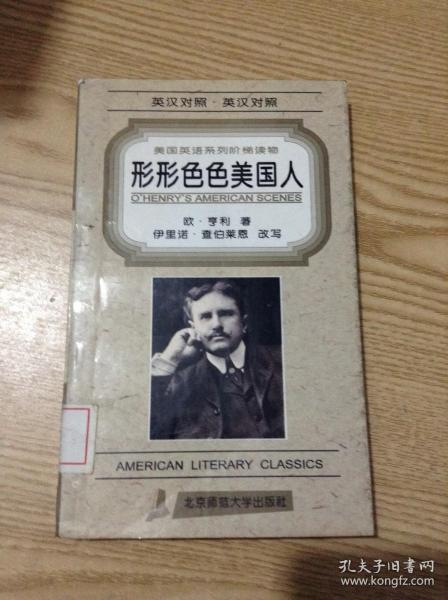 英汉对照·英汉对照
美国英语系列阶梯读物
形形色色美国人
O'HENRY'S AMERICAN SCENES
欧·亨利 著
伊里诺·查伯莱恩 改写
AMERICAN LITERARY CLASSICS
北京师范大学出版社
孔夫子旧书网
www.kongfz.com